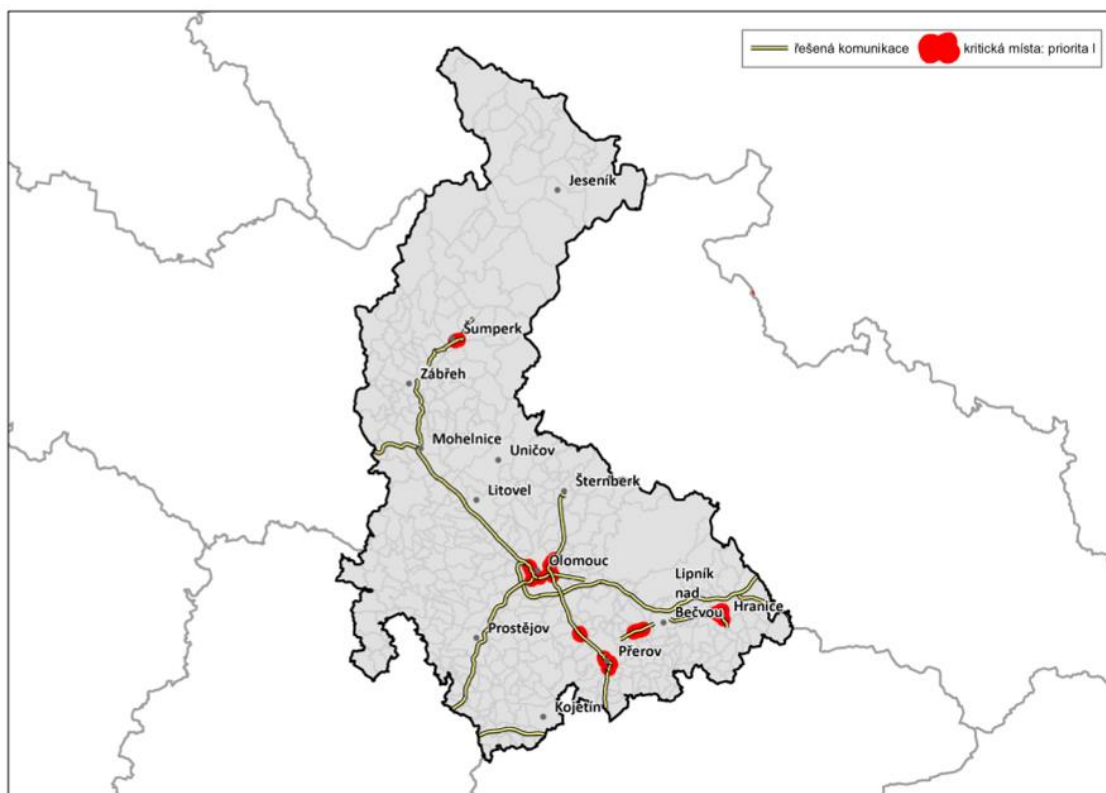 řešená komunikace
kritická místa: priorita I
Jeseník
Šumperk
Zábřeh
Mohelnice
Uničov
Litovel
Šternberk
Olomouc
Lipník
nad
Bečvou
Hranice
Prostějov
Přerov
Kojetín